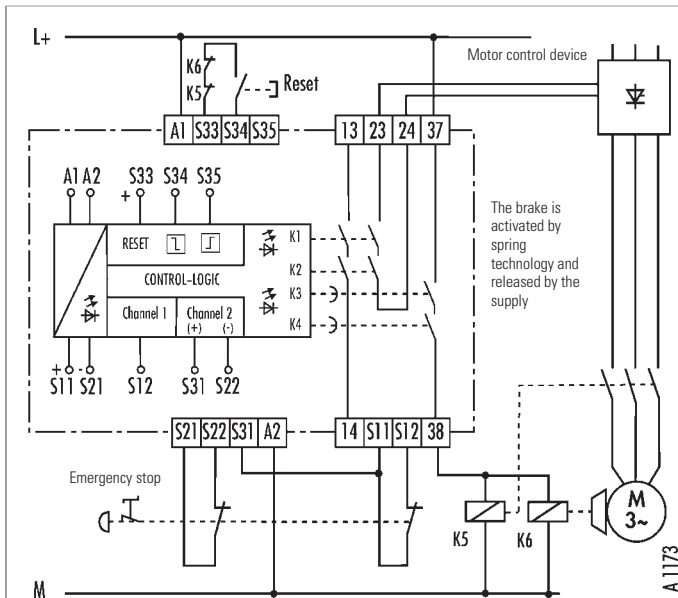 L+
Motor control device
K6
K5
Reset
A1 S33 S34 S35
13 23 24 37
A1 A2 S33 S34 S35
+
RESET
K1
K2
K3
K4
CONTROL-LOGIC
Channel 1
Channel 2
(+) (-)
The brake is
activated by
spring
technology and
released by the
supply
+ -
S11 S21 S12 S31 S22
S21 S22 S31 A2
14 S11 S12 38
Emergency stop
K5
K6
M
3~
M
A 1173